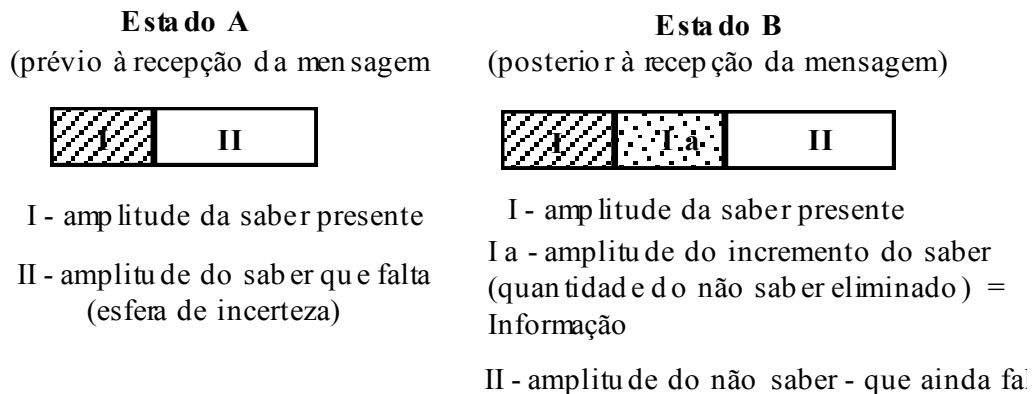 Estado A
(prévio à recepção da mensagem
I II
I - amplitude da saber presente
II - amplitude do saber que falta
(esfera de incerteza)
Estado B
(posterior à recepção da mensagem)
I I a II
I - amplitude da saber presente
I a - amplitude do incremento do saber
(quantidade do não saber eliminado) =
Informação
II - amplitude do não saber - que ainda fal